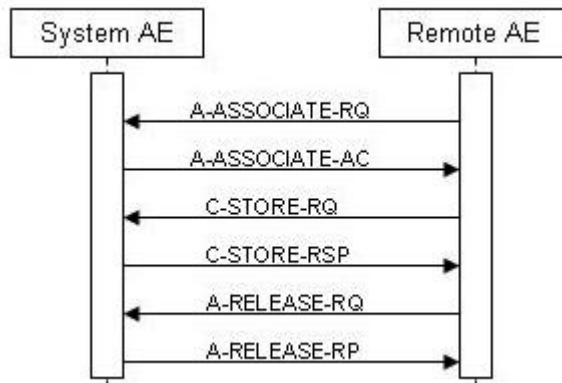 System AE
Remote AE
A-ASSOCIATE-RQ
A-ASSOCIATE-AC
C-STORE-RQ
C-STORE-RSP
A-RELEASE-RQ
A-RELEASE-RP